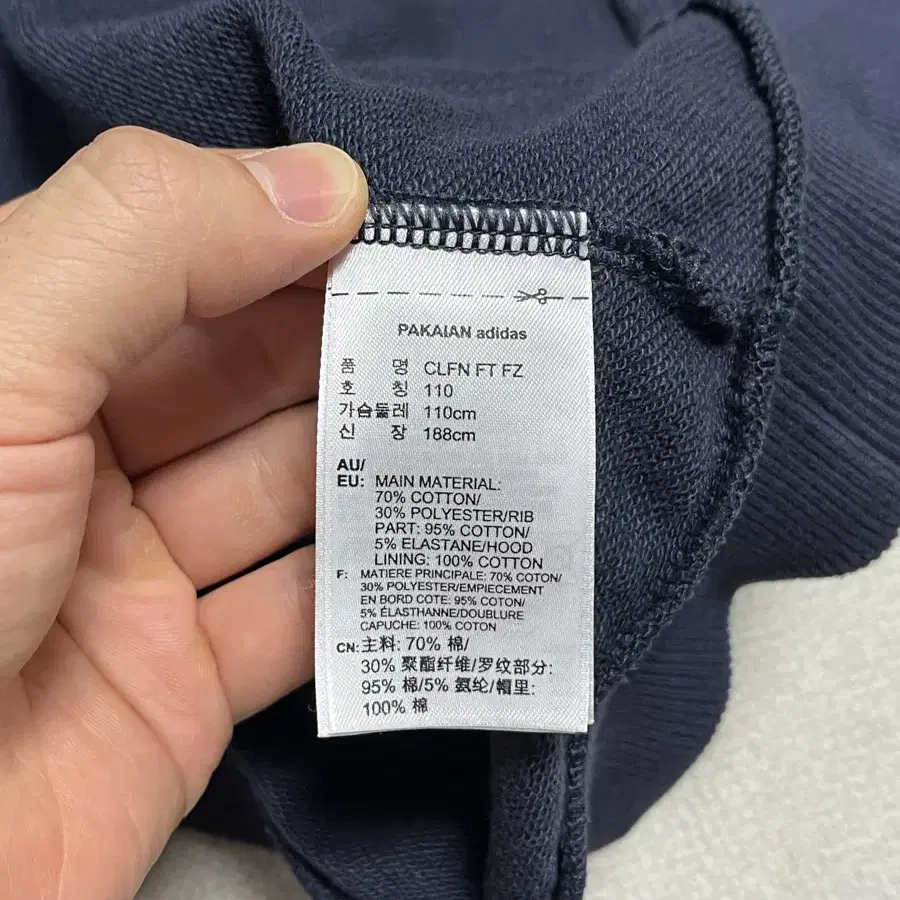 PAKAIAN adidas
품 명 CLFN FT FZ
호 칭 110
가슴둘레 110cm
신 장 188cm
AU/
EU: MAIN MATERIAL:
70% COTTON/
30% POLYESTER/RIB
PART: 95% COTTON/
5% ELASTANE/HOOD
LINING: 100% COTTON
F: MATIERE PRINCIPALE: 70% COTON/
30% POLYESTER/EMPIECEMENT
EN BORD COTE: 95% COTON/
5% ÉLASTHANNE/DOUBLURE
CAPUCHE: 100% COTON
CN: 主料: 70% 棉/
30% 聚酯纤维/罗纹部分:
95% 棉/5% 氨纶/帽里:
100% 棉